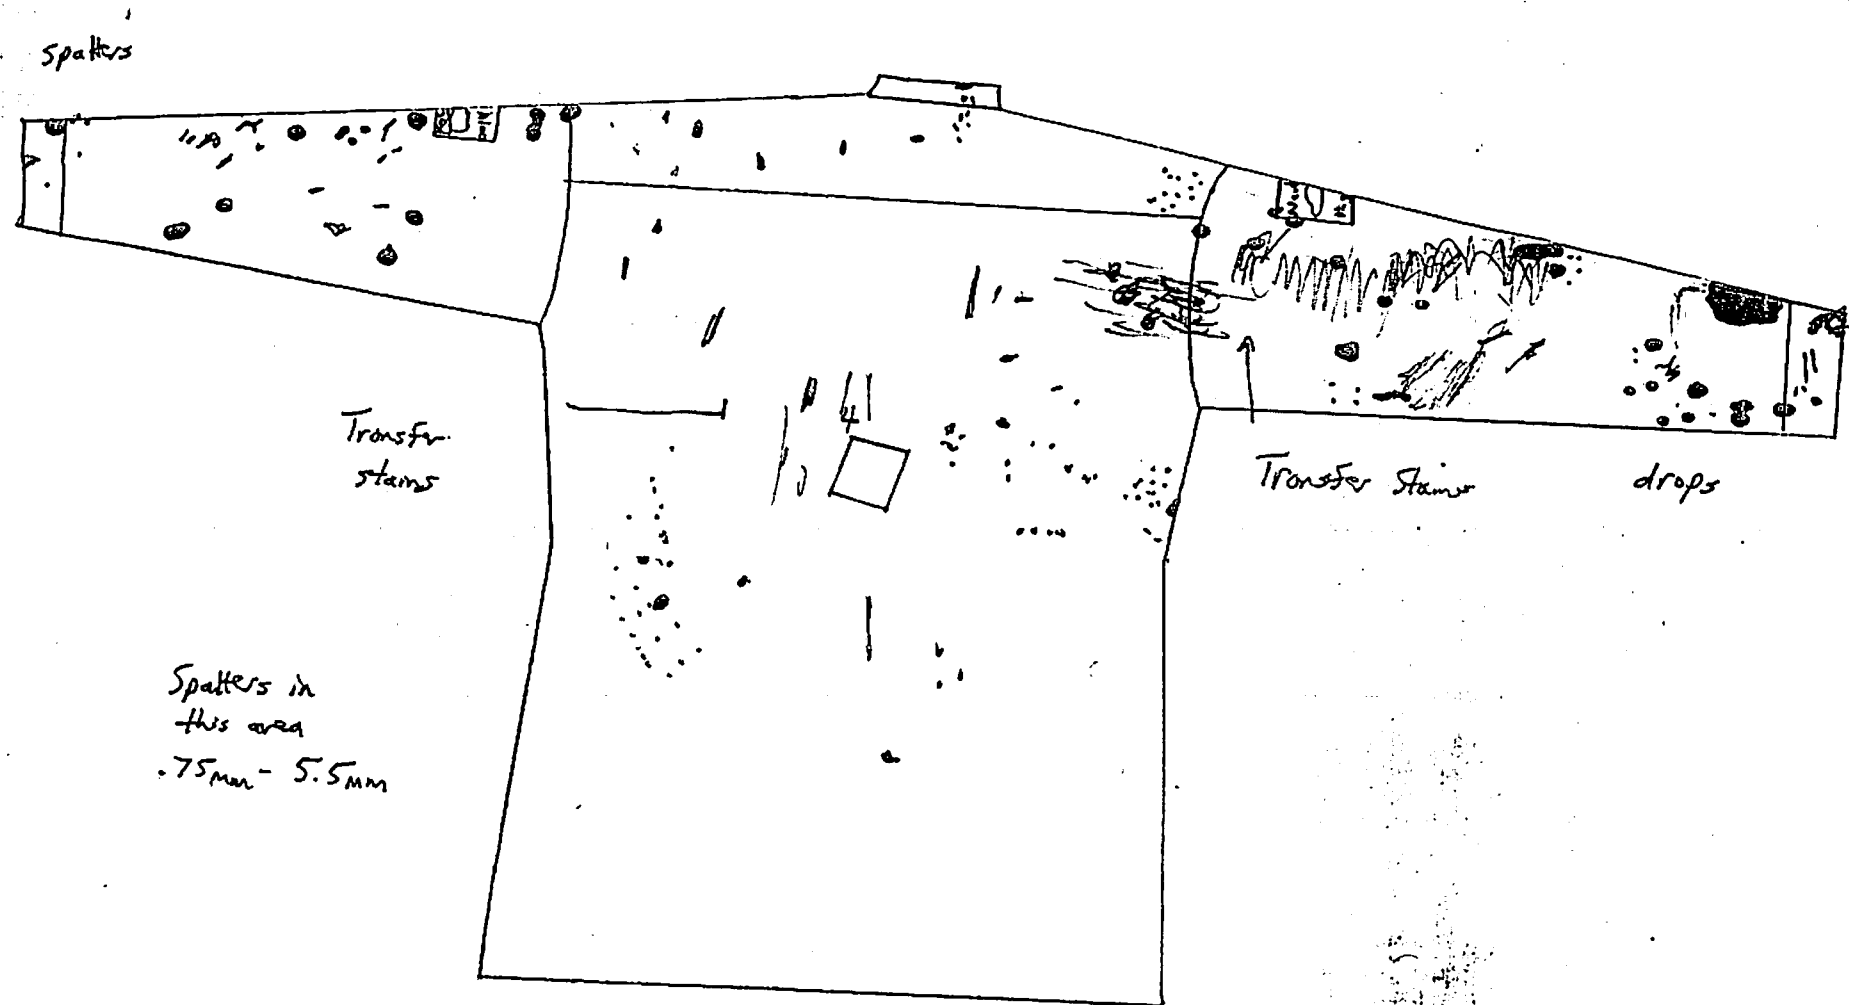 Spatters
Transfer
stains
Transfer Stains
drops
Spatters in
this area
.75mm - 5.5mm